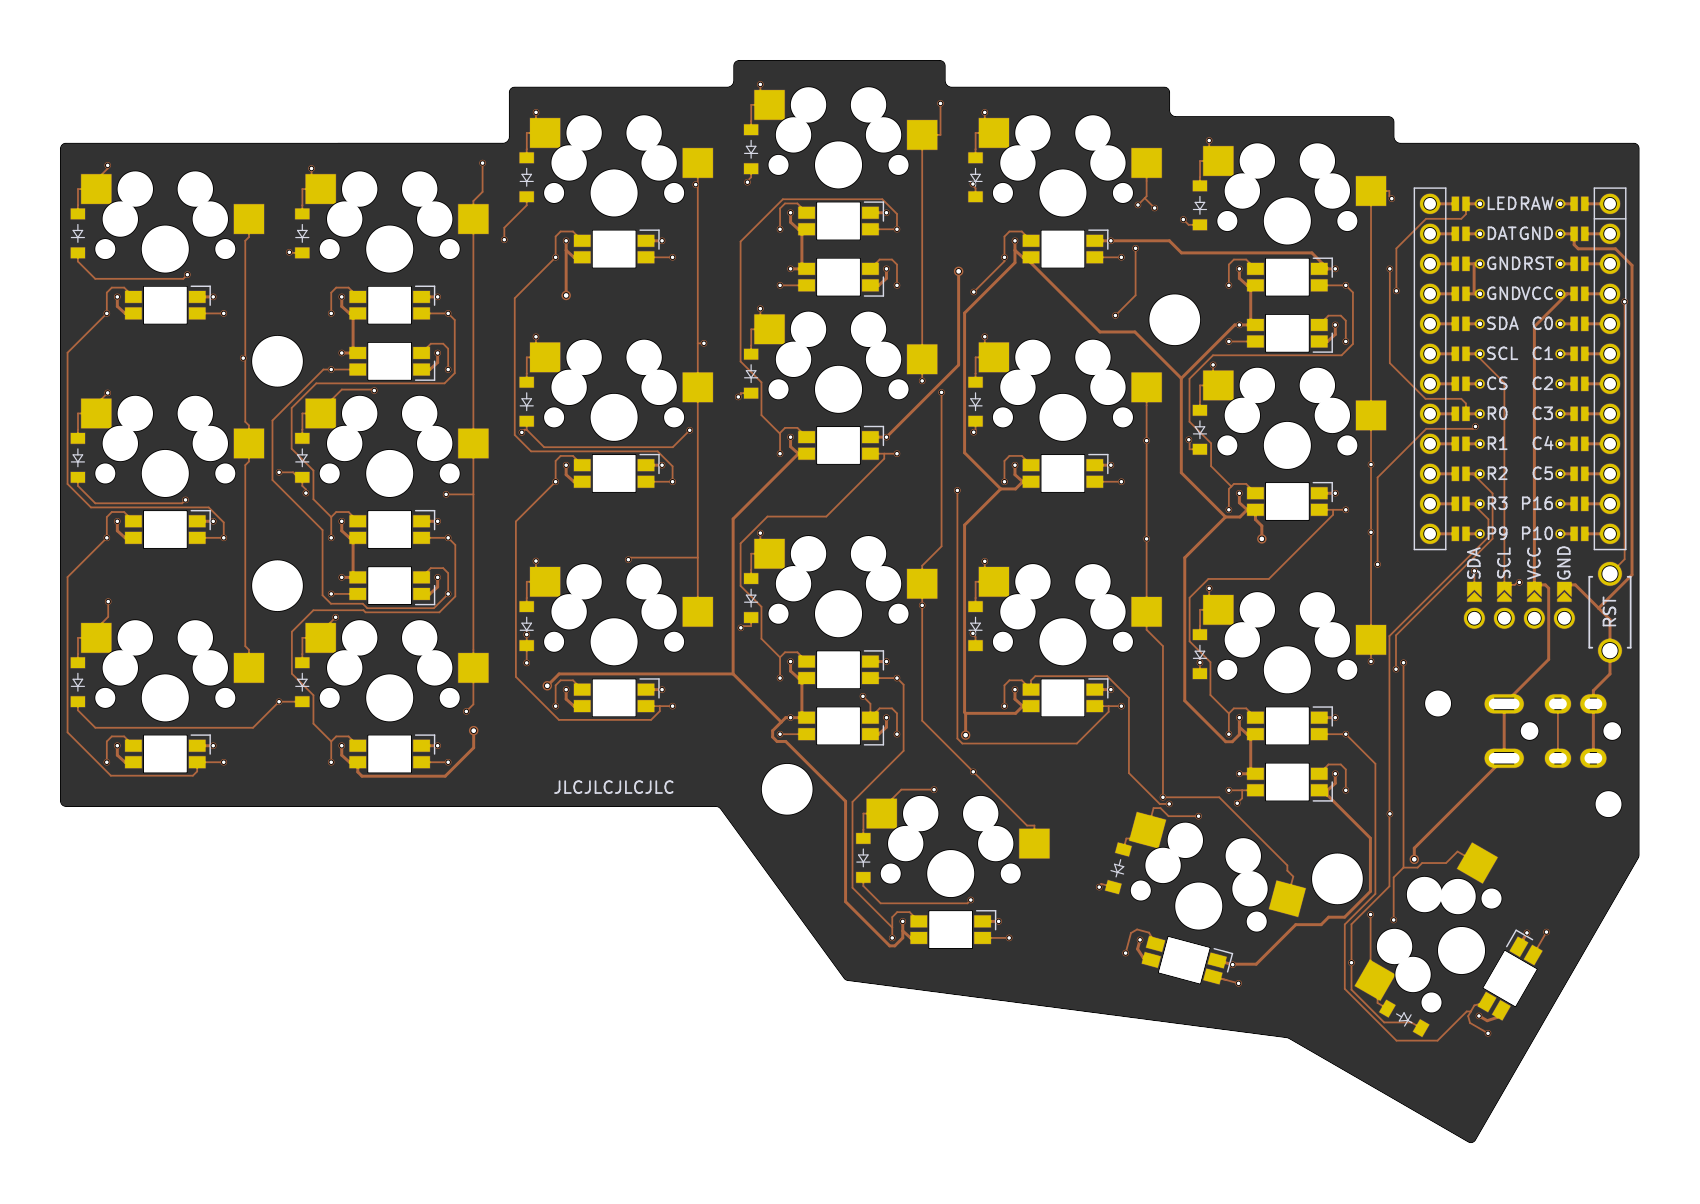 LED RAW
DAT GND
GND RST
GND VCC
SDA C0
SCL C1
CS C2
R0 C3
R1 C4
R2 C5
R3 P16
P9 P10
SDA
SCL
VCC
GND
RST
JLCJLCJLCJLC